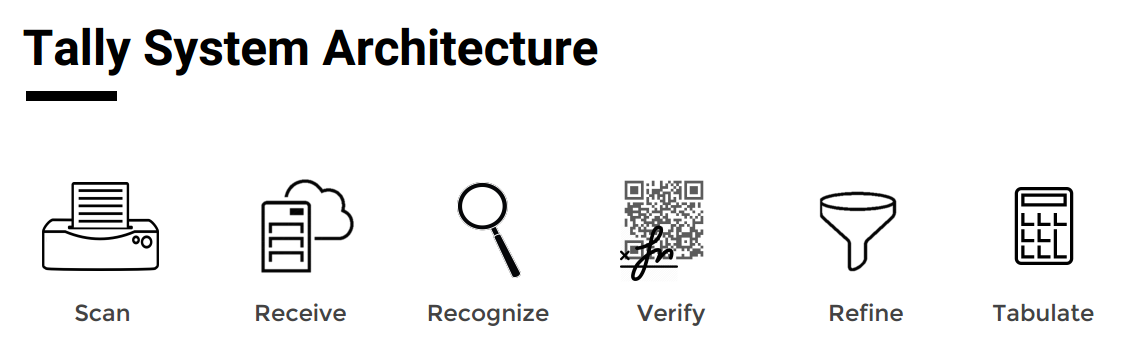 Tally System Architecture
Scan
Receive
Recognize
Verify
Refine
Tabulate